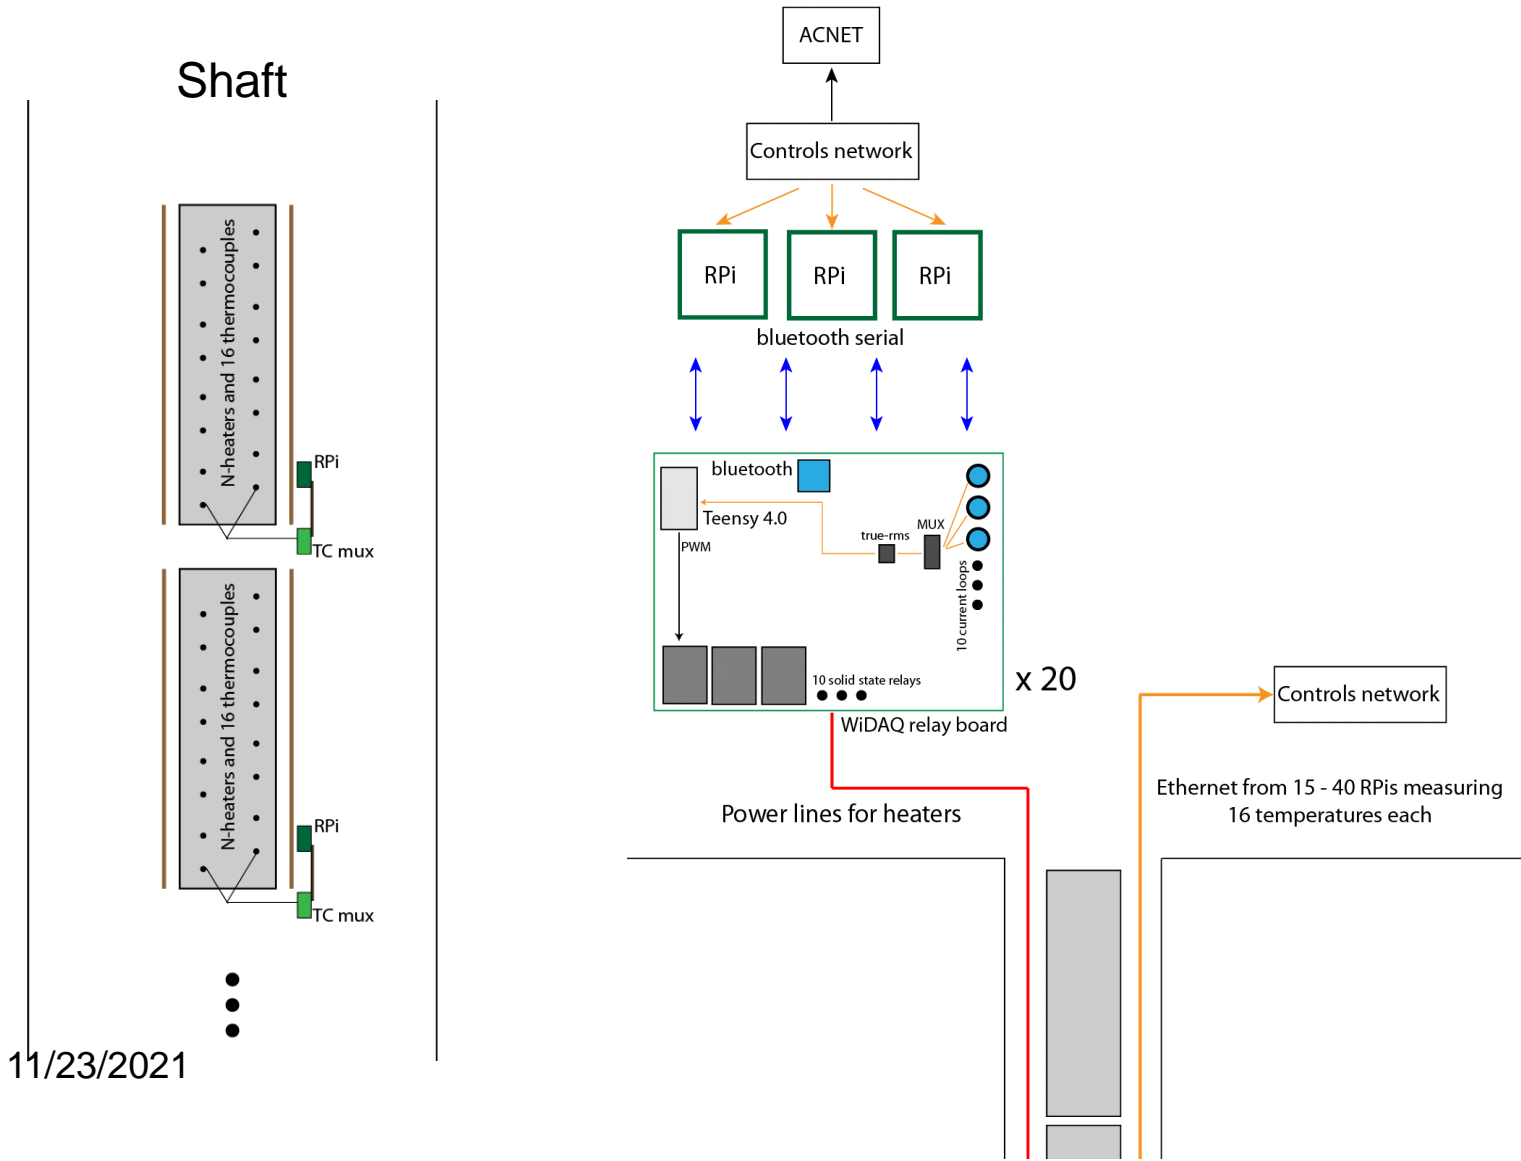 Shaft
N-heaters and 16 thermocouples
RPi
TC mux
N-heaters and 16 thermocouples
RPi
TC mux
11/23/2021
ACNET
Controls network
RPi
RPi
RPi
bluetooth serial
bluetooth
Teensy 4.0
PWM
true-rms
MUX
10 current loops
10 solid state relays
x 20
WiDAQ relay board
Power lines for heaters
Controls network
Ethernet from 15 - 40 RPis measuring
16 temperatures each